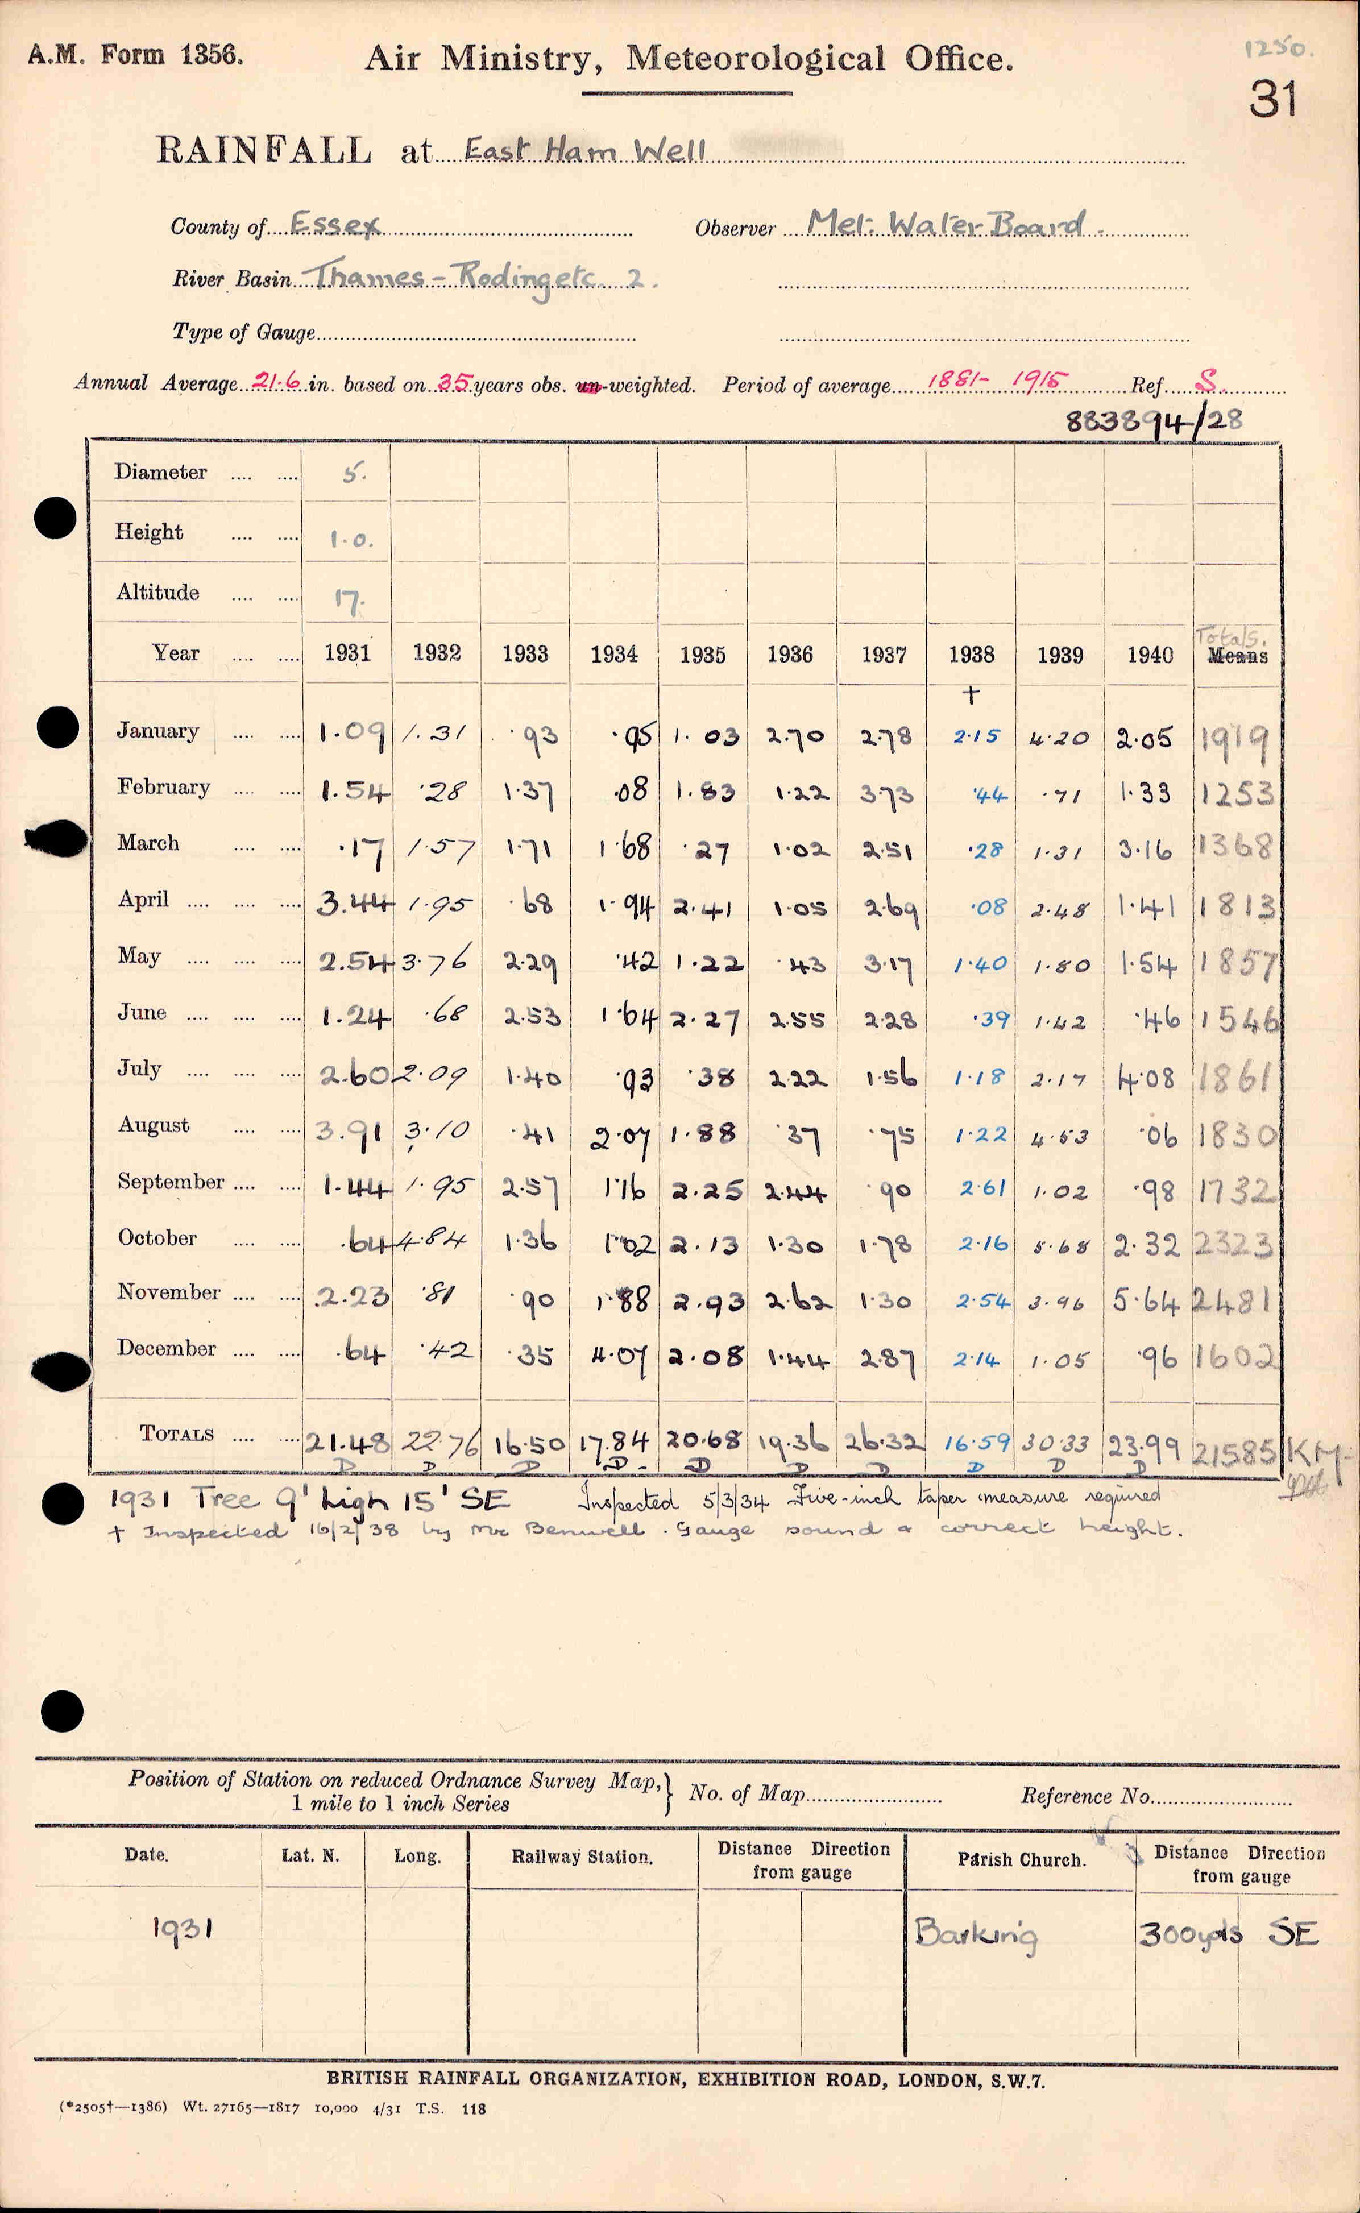 A.M. Form 1356. Air Ministry, Meteorological Office. 1250.
31
RAINFALL at East Ham Well
County of Essex Observer Met. Water Board.
River Basin Thames - Roding etc. 2.
Type of Gauge
Annual Average 21.6 in. based on 35 years obs. un-weighted. Period of average 1881- 1915 Ref. S.
883894/28
Diameter 5.
Height 1.0.
Altitude 17.
Totals.
Year 1931 1932 1933 1934 1935 1936 1937 1938 1939 1940 Means
†
January 1.09 1.31 .93 .95 1.03 2.70 2.78 2.15 4.20 2.05 1919
February 1.54 .28 1.37 .08 1.83 1.22 3.73 .44 .71 1.33 1253
March .17 1.57 1.71 1.68 .27 1.02 2.51 .28 1.31 3.16 1368
April 3.44 1.95 .68 1.94 2.41 1.05 2.69 .08 2.48 1.41 1813
May 2.54 3.76 2.29 .42 1.22 .43 3.17 1.40 1.80 1.54 1857
June 1.24 .68 2.53 1.64 2.27 2.55 2.28 .39 1.42 .46 1546
July 2.60 2.09 1.40 .93 .38 2.22 1.56 1.18 2.17 4.08 1861
August 3.91 3.10 .41 2.07 1.88 .37 .75 1.22 4.53 .06 1830
September 1.44 1.95 2.57 1.16 2.25 2.44 .90 2.61 1.02 .98 1732
October .64 4.84 1.36 1.02 2.13 1.30 1.78 2.16 5.68 2.32 2323
November 2.23 .81 .90 1.88 2.93 2.62 1.30 2.54 3.96 5.64 2481
December .64 .42 .35 4.07 2.08 1.44 2.87 2.14 1.05 .96 1602
TOTALS 21.48 22.76 16.50 17.84 20.68 19.36 26.32 16.59 30.33 23.99 21585 KM
D D D D D D D D D D
1931 Tree 9' high 15' SE Inspected 5/3/34 Five-inch taper measure required
† Inspected 16/2/38 by Mr Benwell. Gauge sound & correct height.
Position of Station on reduced Ordnance Survey Map, } No. of Map Reference No.
1 mile to 1 inch Series
Date. Lat. N. Long. Railway Station. Distance Direction from gauge Parish Church. Distance Direction from gauge
1931 Barking 300yds SE
BRITISH RAINFALL ORGANIZATION, EXHIBITION ROAD, LONDON, S.W.7.
(*2505†—1386) Wt. 27165—1817 10,000 4/31 T.S. 118